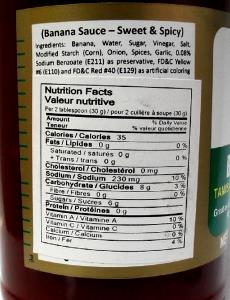 (Banana Sauce – Sweet & Spicy)
Ingredients: Banana, Water, Sugar, Vinegar, Salt,
Modified Starch (Corn), Onion, Spices, Garlic, 0.08%
Sodium Benzoate (E211) as preservative, FD&C Yellow
#6 (E110) and FD&C Red #40 (E129) as artificial coloring
Nutrition Facts
Valeur nutritive
Per 2 tablespoon (30 g) / pour 2 cuillère à soupe (30 g)
Amount % Daily Value
Teneur % valeur quotidienne
Calories / Calories 35
Fats / Lipides 0 g 0 %
Saturated / saturés 0 g
+ Trans / trans 0 g 0 %
Cholesterol / Cholestérol 0 mg
Sodium / Sodium 230 mg 10 %
Carbohydrate / Glucides 8 g 3 %
Fibre / Fibres 0 g 0 %
Sugars / Sucres 6 g
Protein / Protéines 0 g
Vitamin A / Vitamine A 10 %
Vitamin C / Vitamine C 0 %
Calcium / Calcium
Iron / Fer 4 %